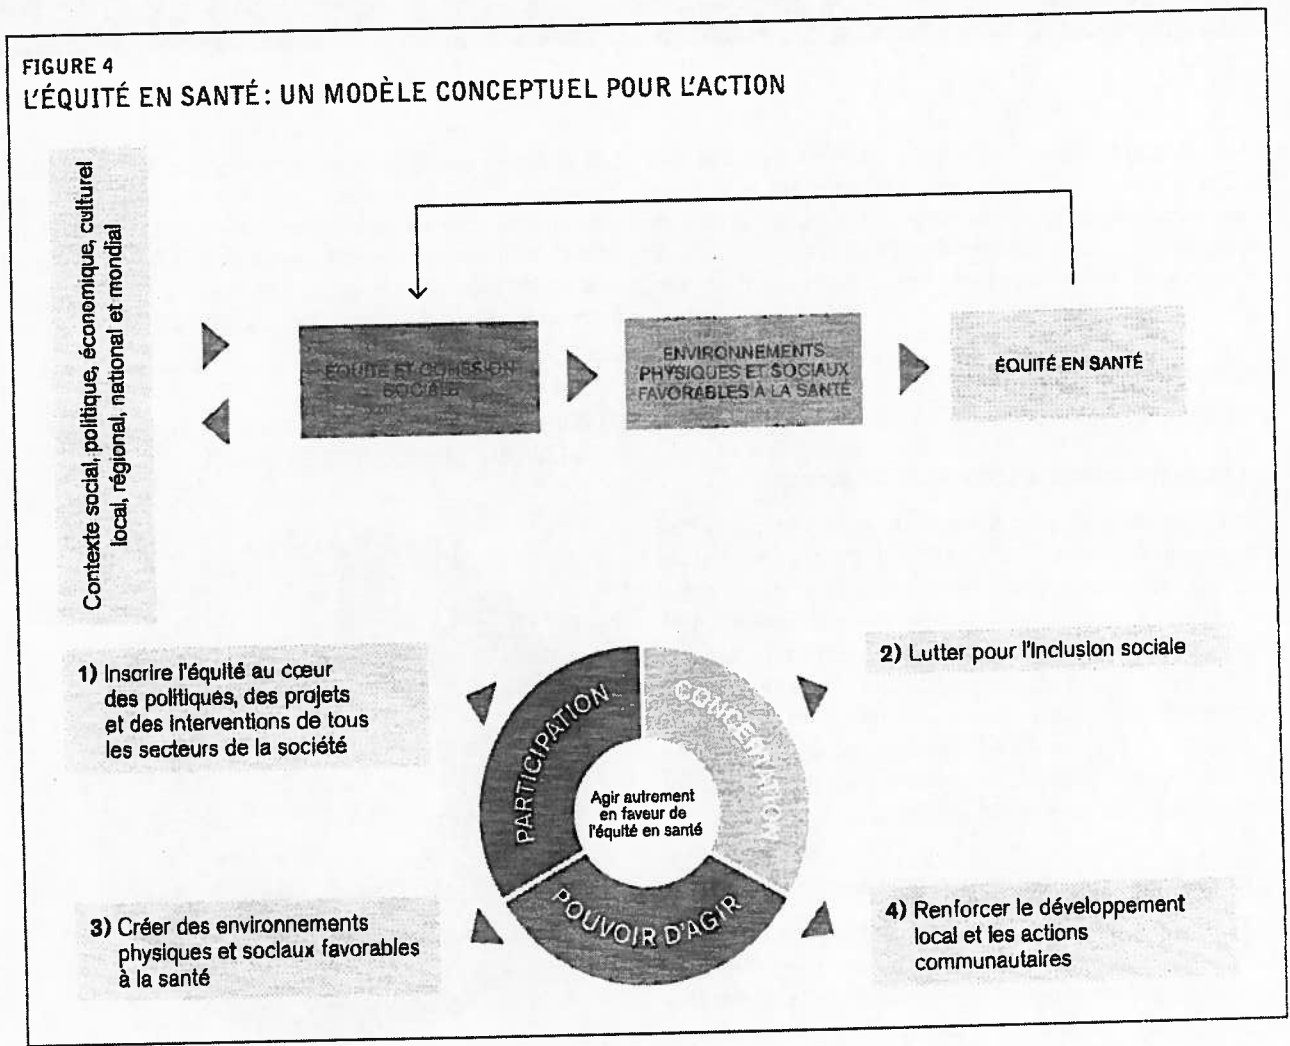 FIGURE 4
L'ÉQUITÉ EN SANTÉ: UN MODÈLE CONCEPTUEL POUR L'ACTION
Contexte social, politique, économique, culturel
local, régional, national et mondial
ÉQUITÉ ET COHÉSION
SOCIALE
ENVIRONNEMENTS
PHYSIQUES ET SOCIAUX
FAVORABLES À LA SANTÉ
ÉQUITÉ EN SANTÉ
1) Inscrire l'équité au cœur
des politiques, des projets
et des interventions de tous
les secteurs de la société
2) Lutter pour l'inclusion sociale
PARTICIPATION
CONCERTATION
Agir autrement
en faveur de
l'équité en santé
POUVOIR D'AGIR
3) Créer des environnements
physiques et sociaux favorables
à la santé
4) Renforcer le développement
local et les actions
communautaires